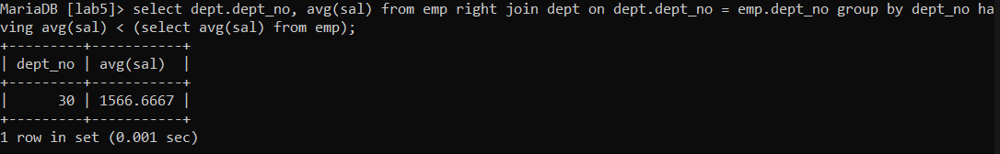 MariaDB [lab5]> select dept.dept_no, avg(sal) from emp right join dept on dept.dept_no = emp.dept_no group by dept_no ha
ving avg(sal) < (select avg(sal) from emp);
+---------+-----------+
| dept_no | avg(sal)  |
+---------+-----------+
|      30 | 1566.6667 |
+---------+-----------+
1 row in set (0.001 sec)